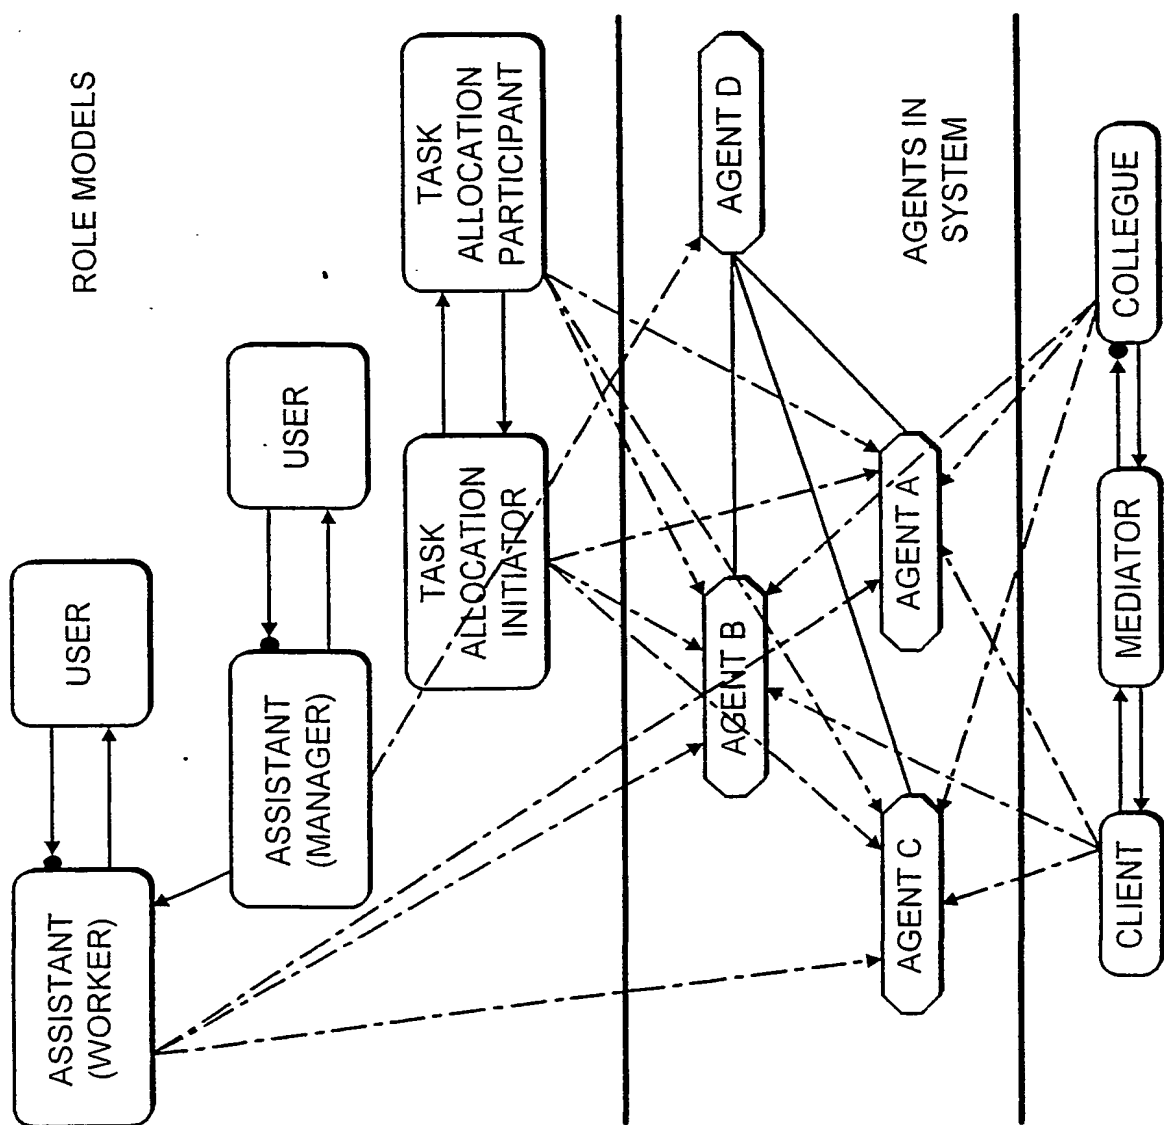 ROLE MODELS
USER
ASSISTANT
(WORKER)
USER
ASSISTANT
(MANAGER)
TASK
ALLOCATION
PARTICIPANT
TASK
ALLOCATION
INITIATOR
AGENT D
AGENT B
AGENT A
AGENT C
AGENTS IN
SYSTEM
COLLEGUE
MEDIATOR
CLIENT